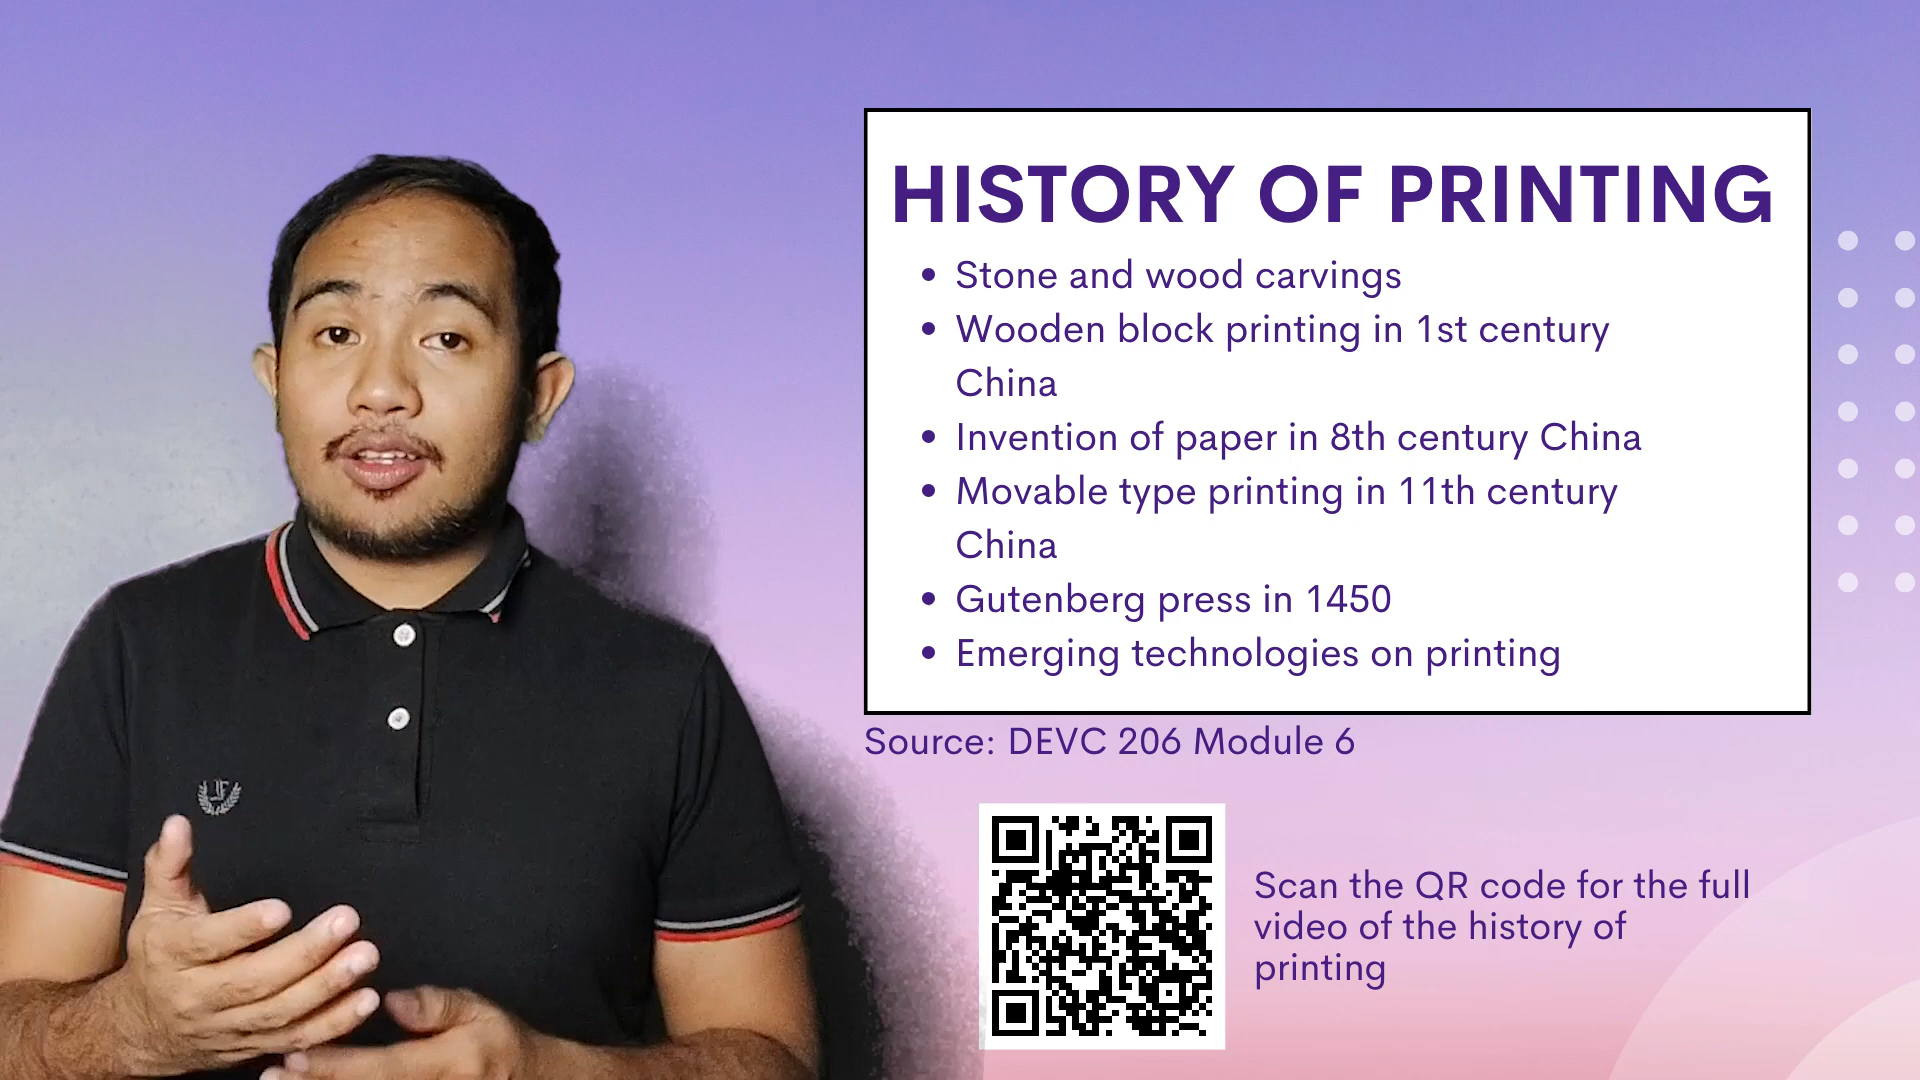 HISTORY OF PRINTING
• Stone and wood carvings
• Wooden block printing in 1st century
China
• Invention of paper in 8th century China
• Movable type printing in 11th century
China
• Gutenberg press in 1450
• Emerging technologies on printing
Source: DEVC 206 Module 6
Scan the QR code for the full
video of the history of
printing